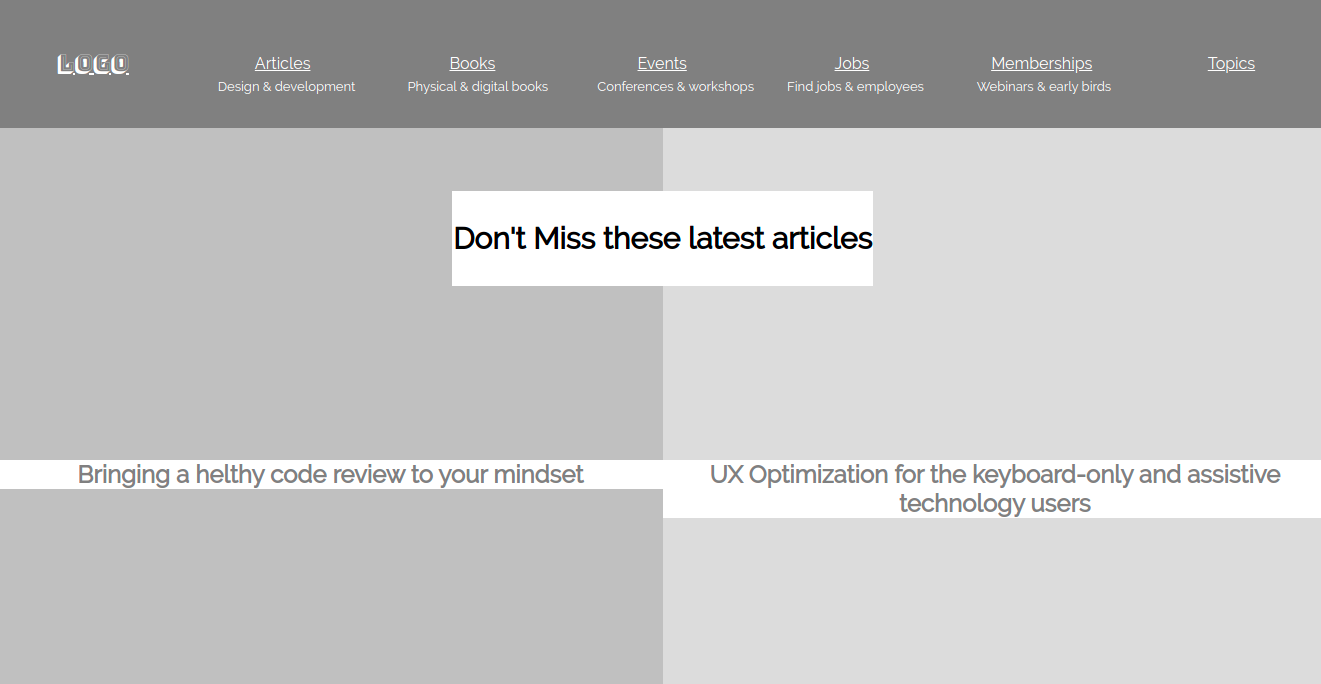 LOGO
Articles
Books
Events
Jobs
Memberships
Topics
Design & development
Physical & digital books
Conferences & workshops
Find jobs & employees
Webinars & early birds
Don't Miss these latest articles
Bringing a helthy code review to your mindset
UX Optimization for the keyboard-only and assistive
technology users